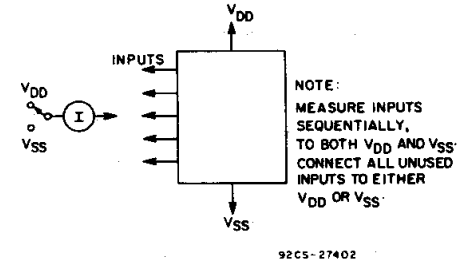 VDD
INPUTS
VDD
I
VSS
NOTE:
MEASURE INPUTS
SEQUENTIALLY,
TO BOTH VDD AND VSS.
CONNECT ALL UNUSED
INPUTS TO EITHER
VDD OR VSS.
VSS
92CS-27402